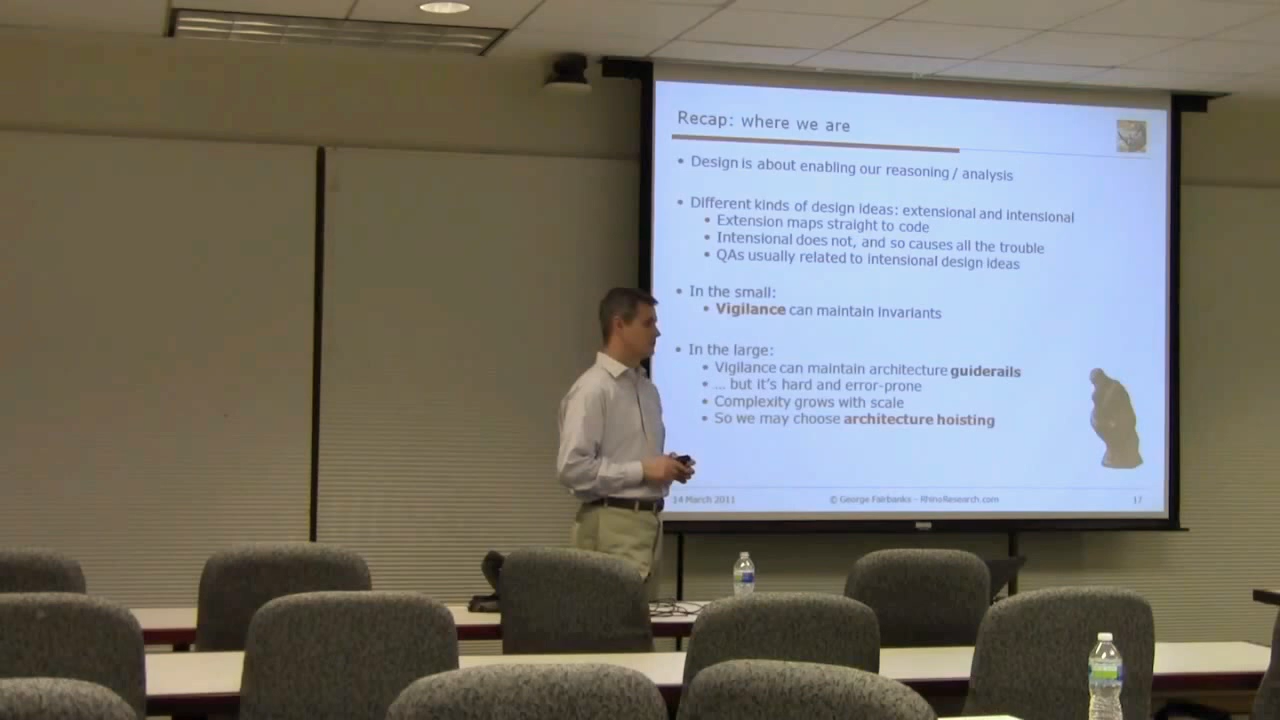 Recap: where we are
• Design is about enabling our reasoning / analysis
• Different kinds of design ideas: extensional and intensional
• Extension maps straight to code
• Intensional does not, and so causes all the trouble
• QAs usually related to intensional design ideas
• In the small:
• Vigilance can maintain invariants
• In the large:
• Vigilance can maintain architecture guiderails
• ... but it's hard and error-prone
• Complexity grows with scale
• So we may choose architecture hoisting
14 March 2011
© George Fairbanks – RhinoResearch.com
17